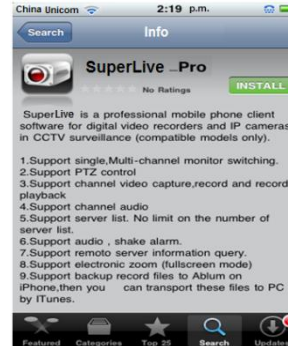 China Unicom 2:19 p.m.
Search Info
SuperLive -Pro
No Ratings INSTALL
SuperLive is a professional mobile phone client
software for digital video recorders and IP cameras
in CCTV surveillance (compatible models only).
1.Support single,Multi-channel monitor switching.
2.Support PTZ control
3.Support channel video capture,record and record
playback
4.Support channel audio
5.Support server list. No limit on the number of
server list.
6.Support audio , shake alarm.
7.Support remoto server information query.
8.Support electronic zoom (fullscreen mode)
9.Support backup record files to Ablum on
iPhone,then you can transport these files to PC
by ITunes.
Featured Categories Top 25 Search Updates